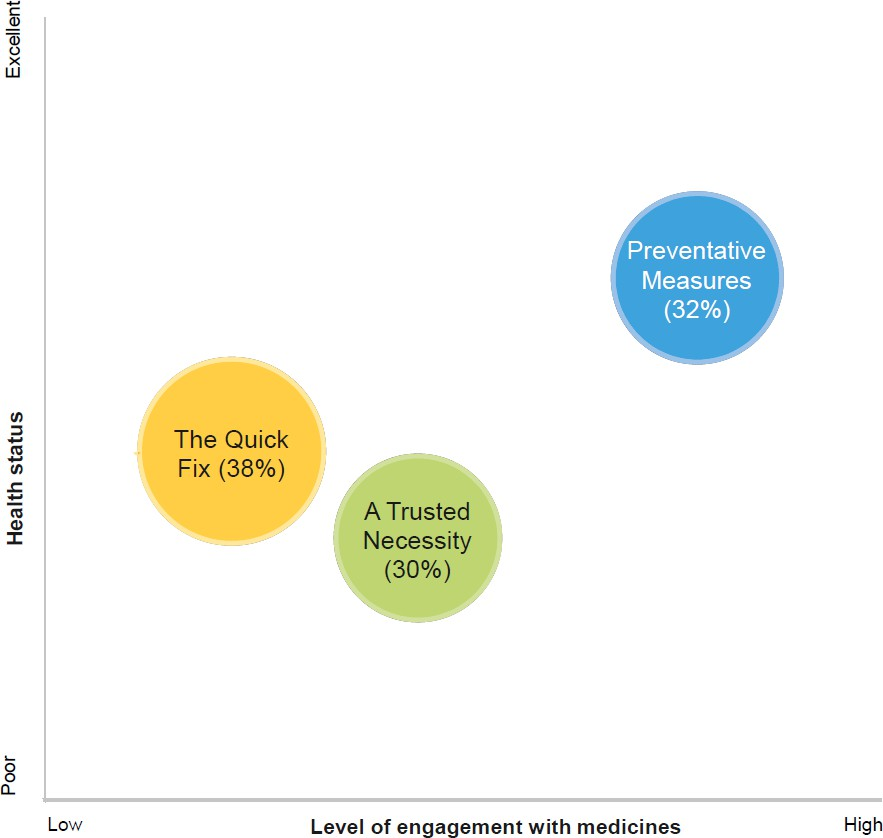 Excellent
Preventative
Measures
(32%)
Health status
The Quick
Fix (38%)
A Trusted
Necessity
(30%)
Poor
Low
Level of engagement with medicines
High